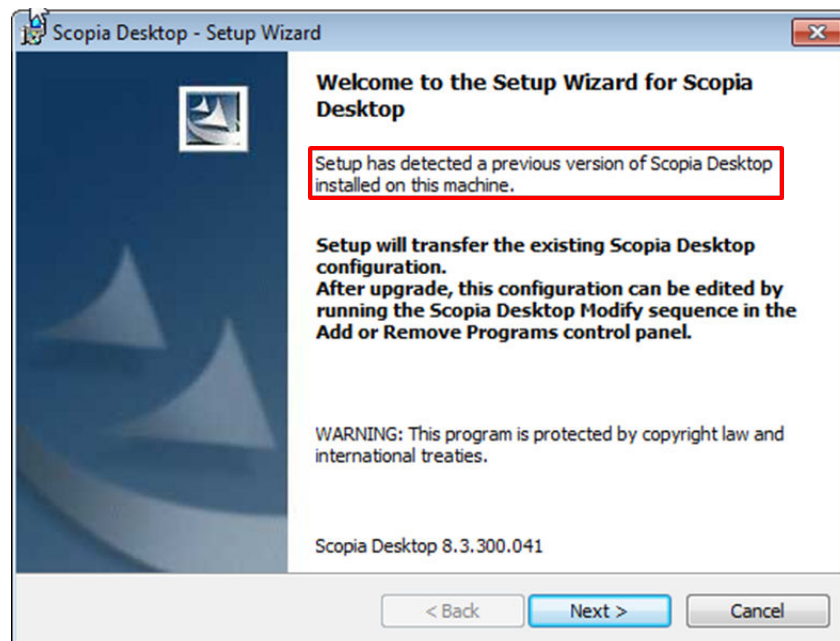 Scopia Desktop - Setup Wizard
Welcome to the Setup Wizard for Scopia
Desktop
Setup has detected a previous version of Scopia Desktop
installed on this machine.
Setup will transfer the existing Scopia Desktop
configuration.
After upgrade, this configuration can be edited by
running the Scopia Desktop Modify sequence in the
Add or Remove Programs control panel.
WARNING: This program is protected by copyright law and
international treaties.
Scopia Desktop 8.3.300.041
< Back
Next >
Cancel